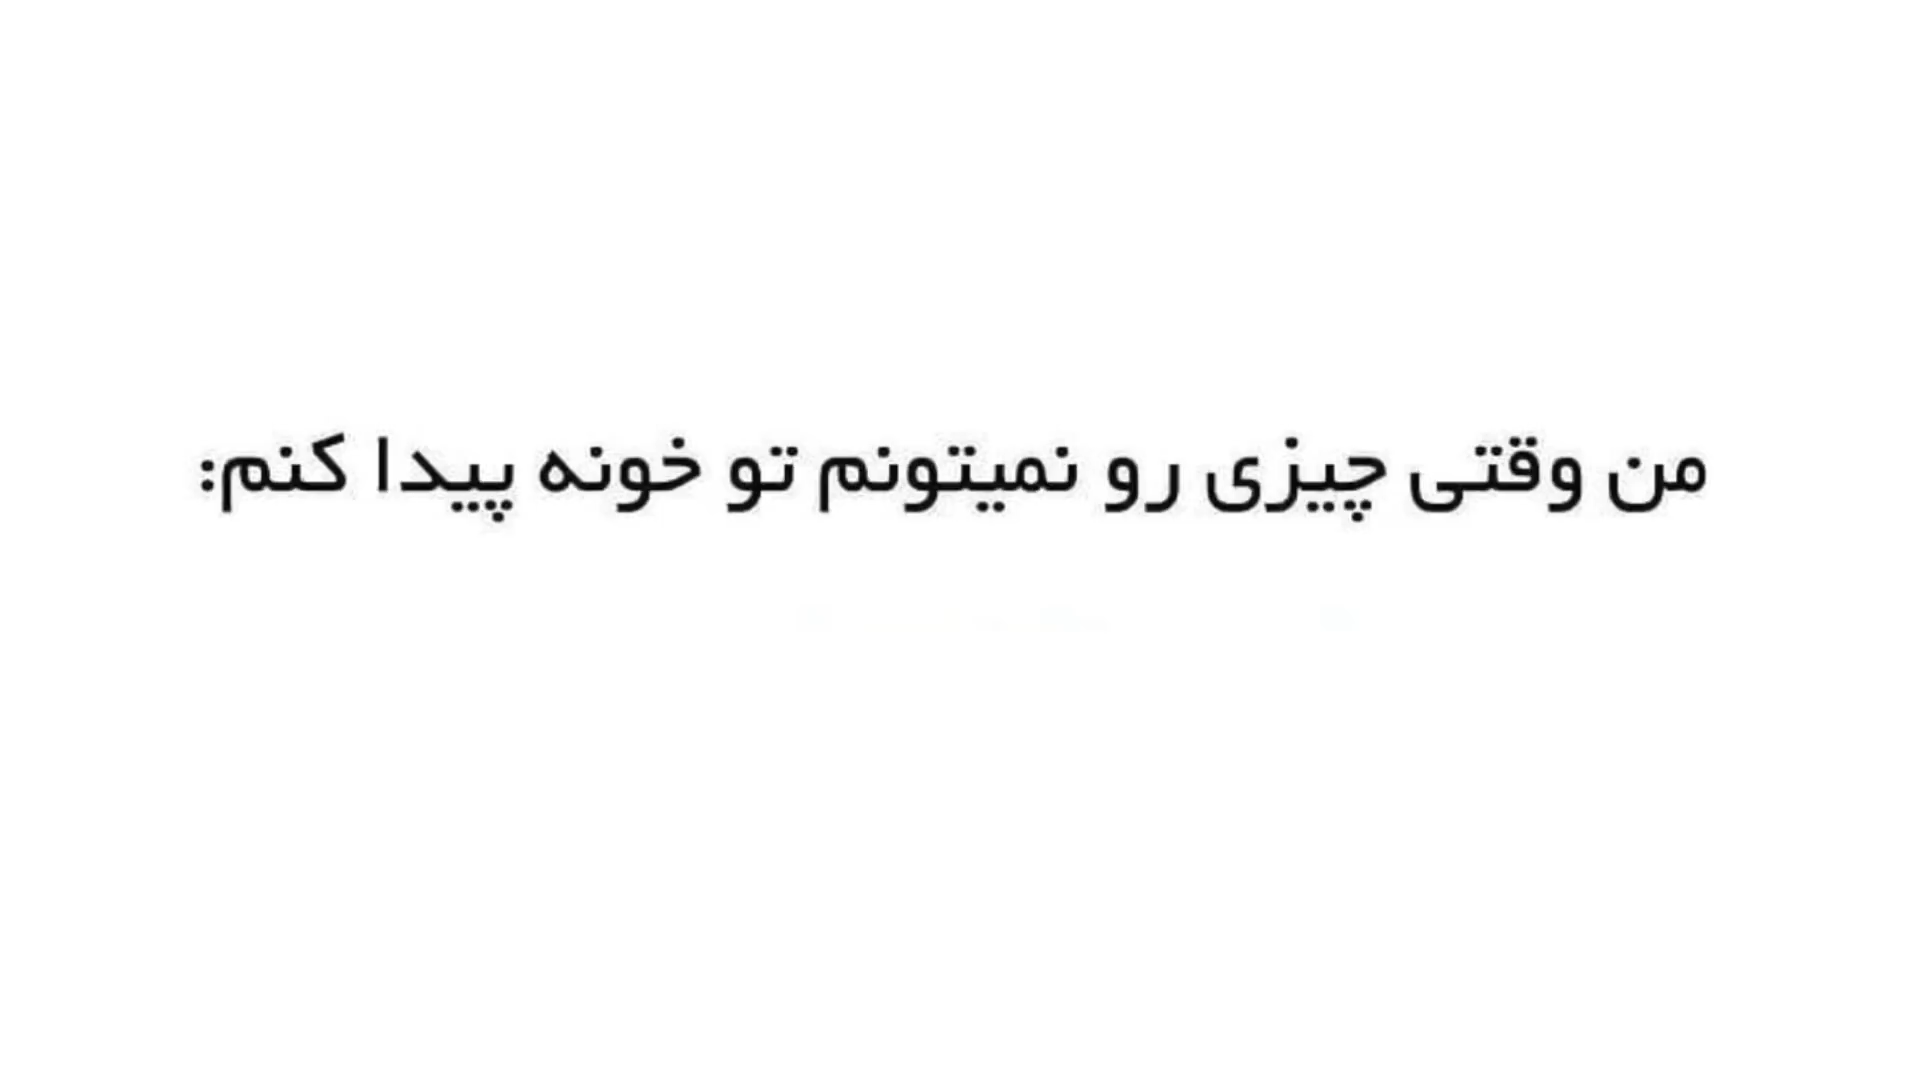 من وقتی چیزی رو نمیتونم تو خونه پیدا کنم: